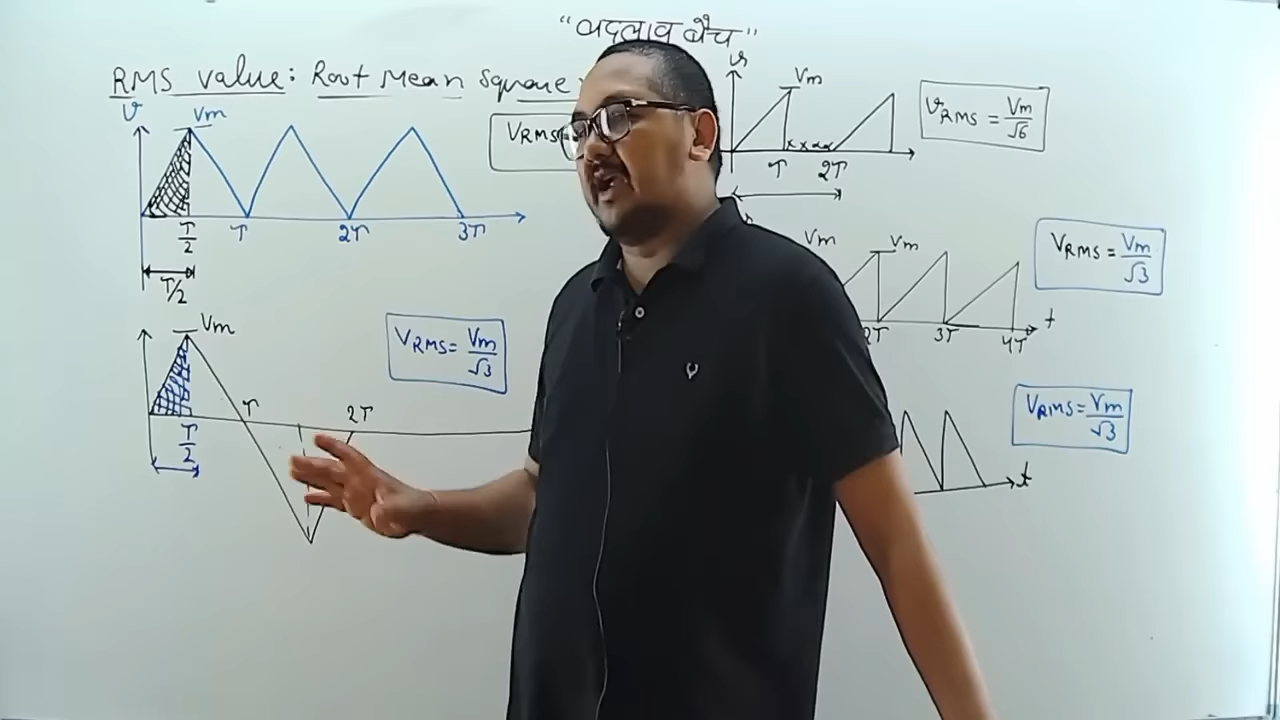 “बदलाव बैच”
RMS value: Root Mean Square
v
Vm
T/2
T
2T
3T
T/2
VRMS=
v
Vm
T
xxxx
2T
VRMS = Vm/√6
Vm
Vm
2T
3T
4T
t
VRMS = Vm/√3
Vm
T/2
T
2T
VRMS = Vm/√3
t
VRMS = Vm/√3